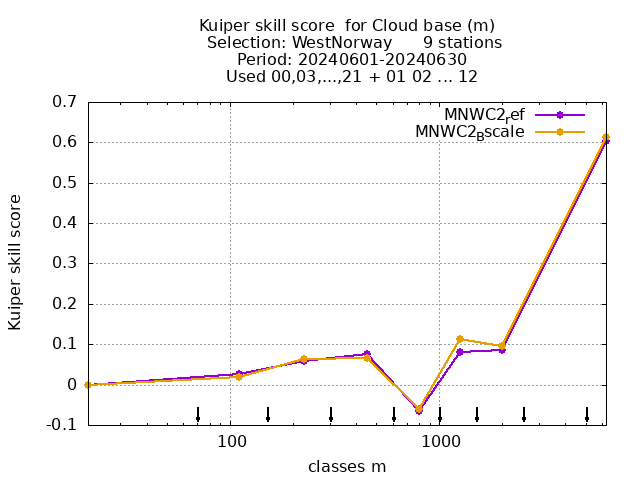 Kuiper skill score  for Cloud base (m)
Selection: WestNorway      9 stations
Period: 20240601-20240630
Used 00,03,...,21 + 01 02 ... 12
MNWC2ref
MNWC2Bscale
0.7
0.6
0.5
0.4
0.3
0.2
0.1
0
-0.1
100
1000
Kuiper skill score
classes m